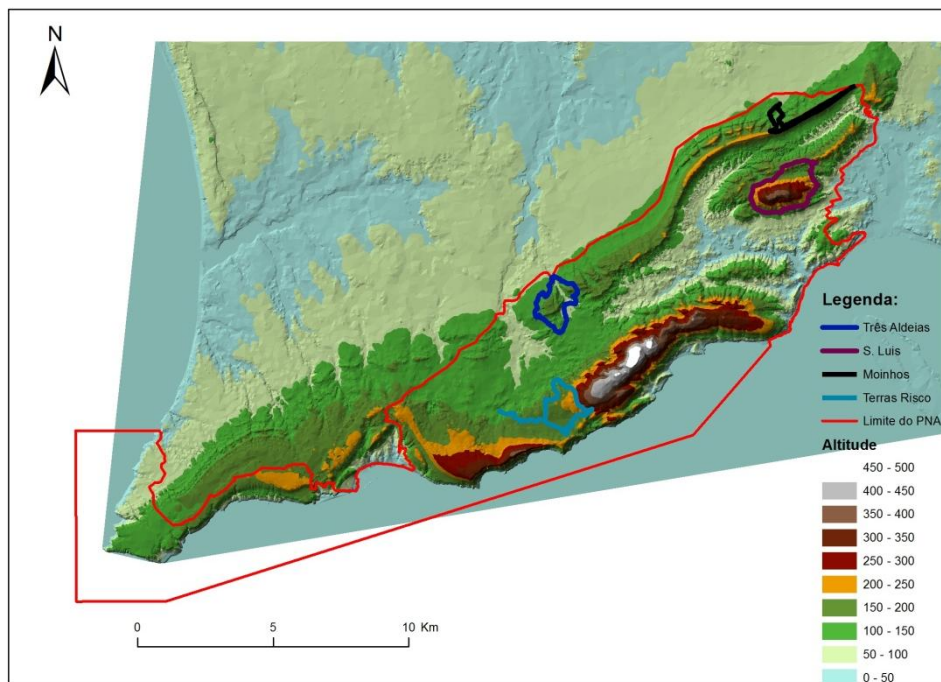 N
Legenda:
Três Aldeias
S. Luis
Moinhos
Terras Risco
Limite do PNA
Altitude
450 - 500
400 - 450
350 - 400
300 - 350
250 - 300
200 - 250
150 - 200
100 - 150
50 - 100
0 - 50
0 5 10 Km